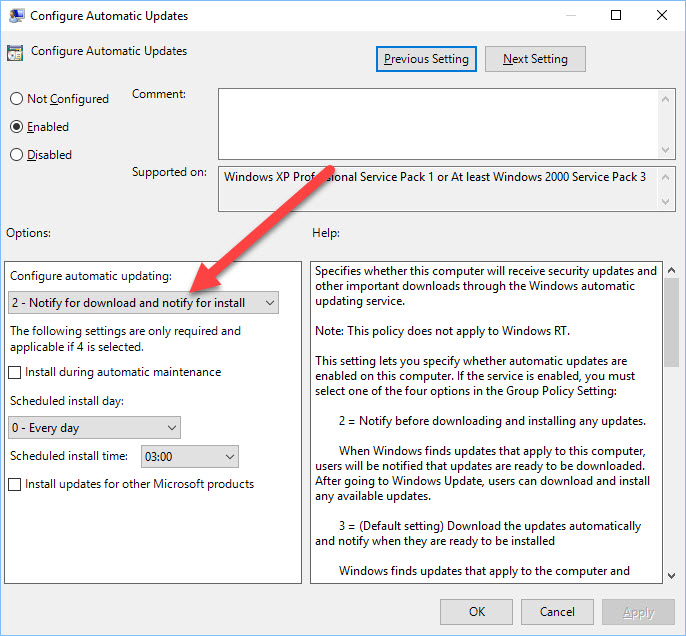 Configure Automatic Updates
Configure Automatic Updates
Previous Setting
Next Setting
Not Configured
Comment:
Enabled
Disabled
Supported on:
Windows XP Profe ional Service Pack 1 or At least Windows 2000 Service Pack 3
Options:
Help:
Configure automatic updating:
2 - Notify for download and notify for install
The following settings are only required and
applicable if 4 is selected.
Install during automatic maintenance
Scheduled install day:
0 - Every day
Scheduled install time:
03:00
Install updates for other Microsoft products
Specifies whether this computer will receive security updates and
other important downloads through the Windows automatic
updating service.
Note: This policy does not apply to Windows RT.
This setting lets you specify whether automatic updates are
enabled on this computer. If the service is enabled, you must
select one of the four options in the Group Policy Setting:
2 = Notify before downloading and installing any updates.
When Windows finds updates that apply to this computer,
users will be notified that updates are ready to be downloaded.
After going to Windows Update, users can download and install
any available updates.
3 = (Default setting) Download the updates automatically
and notify when they are ready to be installed
Windows finds updates that apply to the computer and
OK
Cancel
Apply